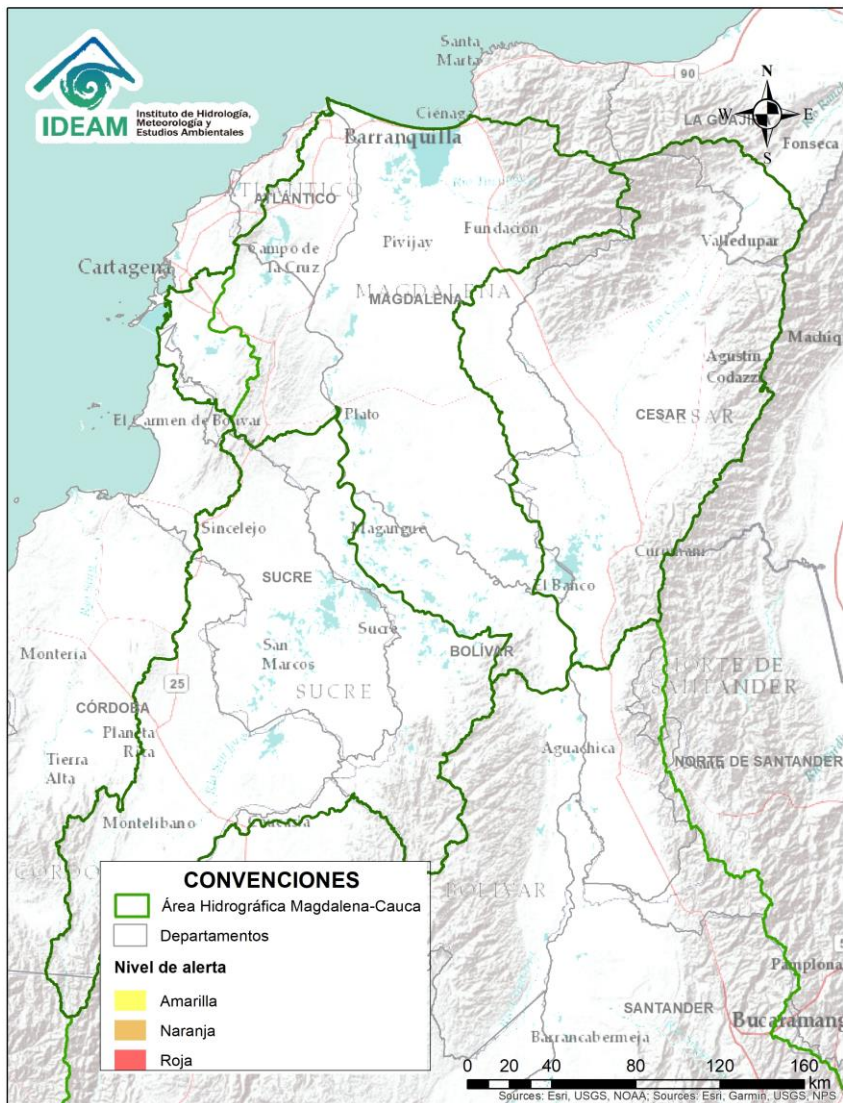 IDEAM
Instituto de Hidrología,
Meteorología y
Estudios Ambientales
Santa
Marta
90
N
W
E
S
LA GUAJIRA
Fonseca
Ciénaga
Barranquilla
ATLANTICO
ATLÁNTICO
Fundación
Pivijay
Valledupar
Campo de
la Cruz
Cartagena
MAGDALENA
MAGDALENA
Machiq
Agustín
Codazzi
CESAR
CESAR
Plato
El Carmen de Bolívar
Sincelejo
Magangué
Curumaní
SUCRE
El Banco
Sucre
San
Marcos
BOLÍVAR
NORTE DE
SANTANDER
Montería
25
SUCRE
CÓRDOBA
Planeta
Rica
Aguachica
NORTE DE SANTANDER
Tierra
Alta
Montelíbano
BOLÍVAR
Pamplona
SANTANDER
Bucaramang
Barrancabermeja
CONVENCIONES
Área Hidrográfica Magdalena-Cauca
Departamentos
Nivel de alerta
Amarilla
Naranja
Roja
0 20 40 80 120 160
km
Sources: Esri, USGS, NOAA; Sources: Esri, Garmin, USGS, NPS